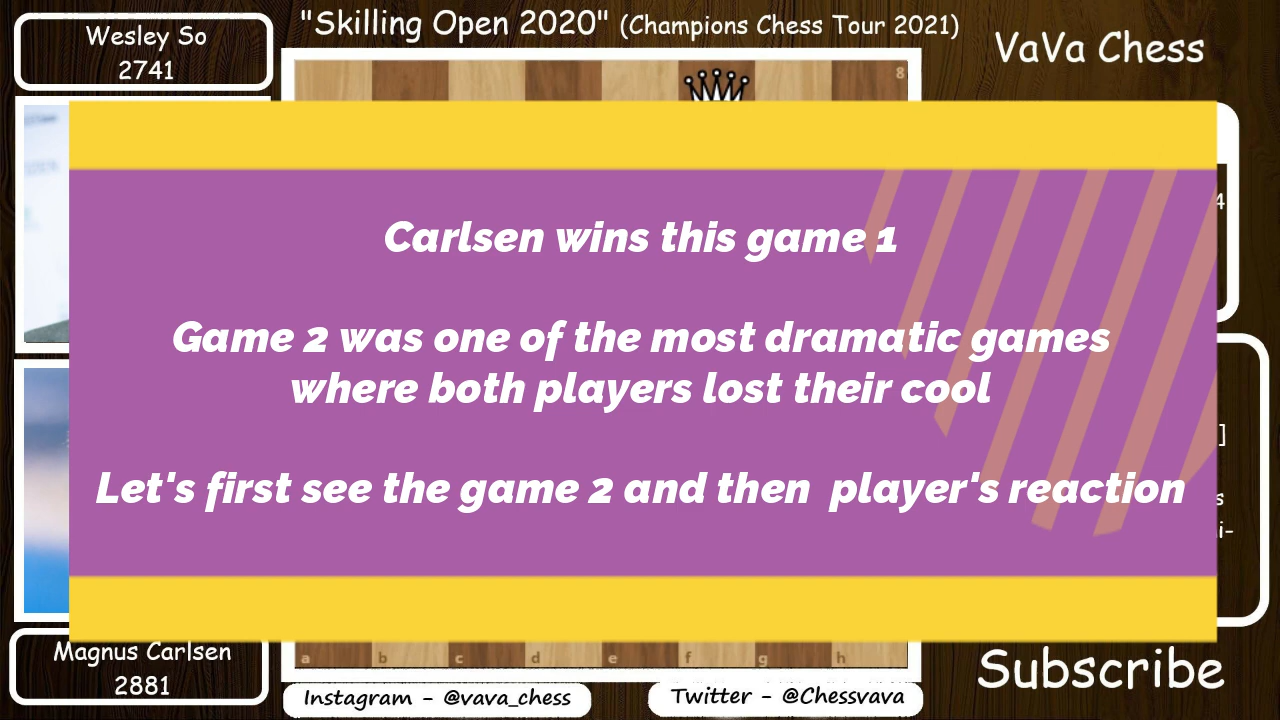 Wesley So
2741
"Skilling Open 2020" (Champions Chess Tour 2021)
VaVa Chess
8
4
Carlsen wins this game 1
Game 2 was one of the most dramatic games
where both players lost their cool
]
Let's first see the game 2 and then player's reaction
s
i-
Magnus Carlsen
2881
a b c d e f g h
Instagram - @vava_chess
Twitter - @Chessvava
Subscribe